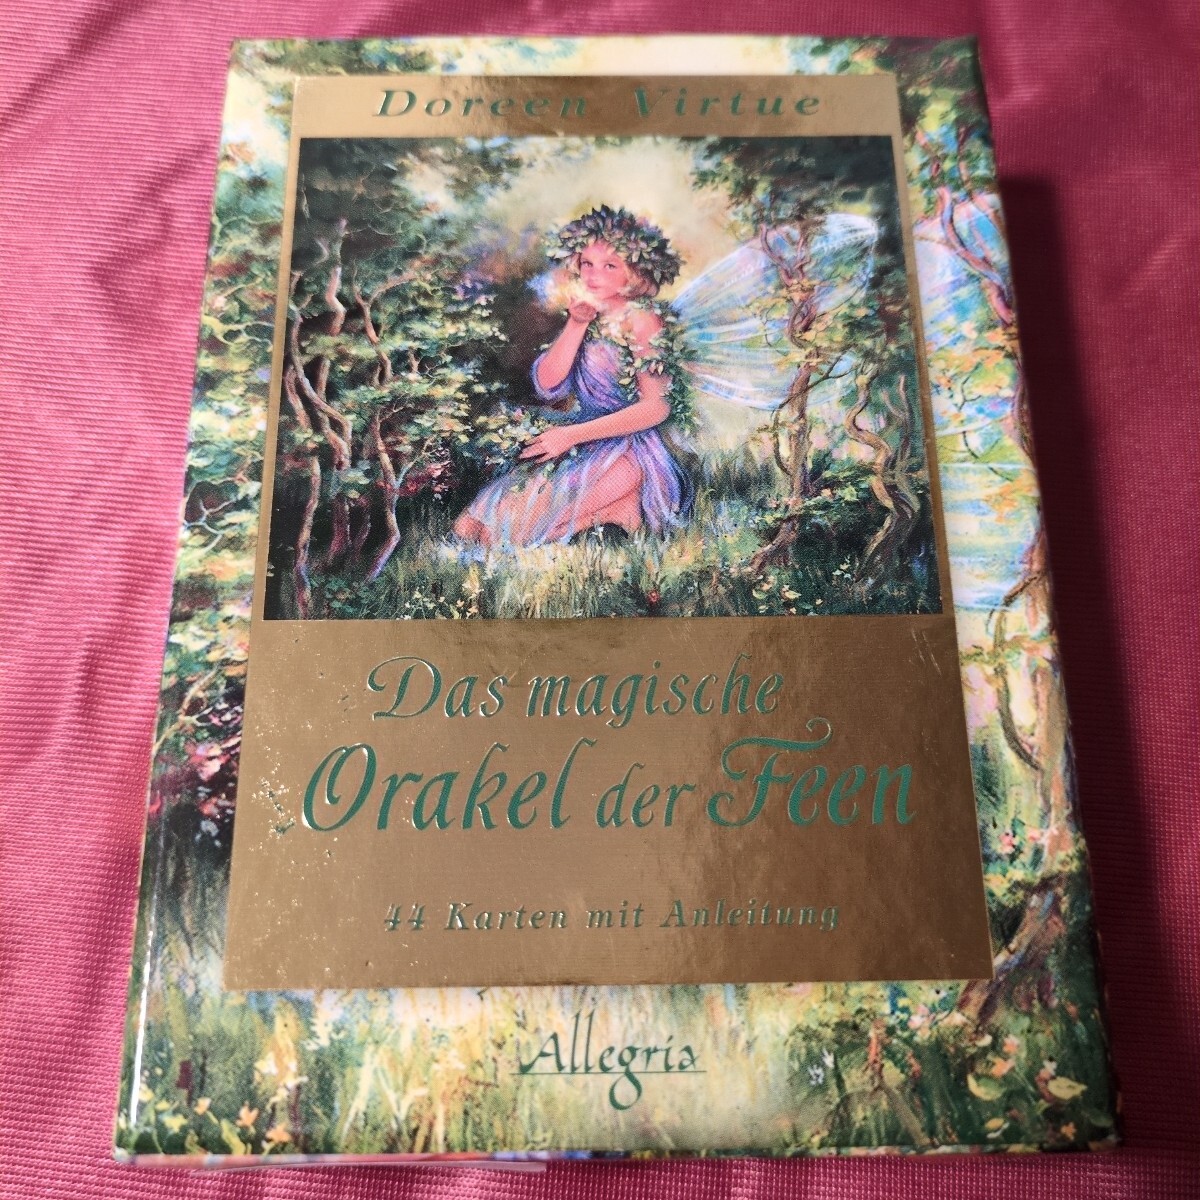 Doreen Virtue
Das magische
Orakel der Feen
44 Karten mit Anleitung
Allegria